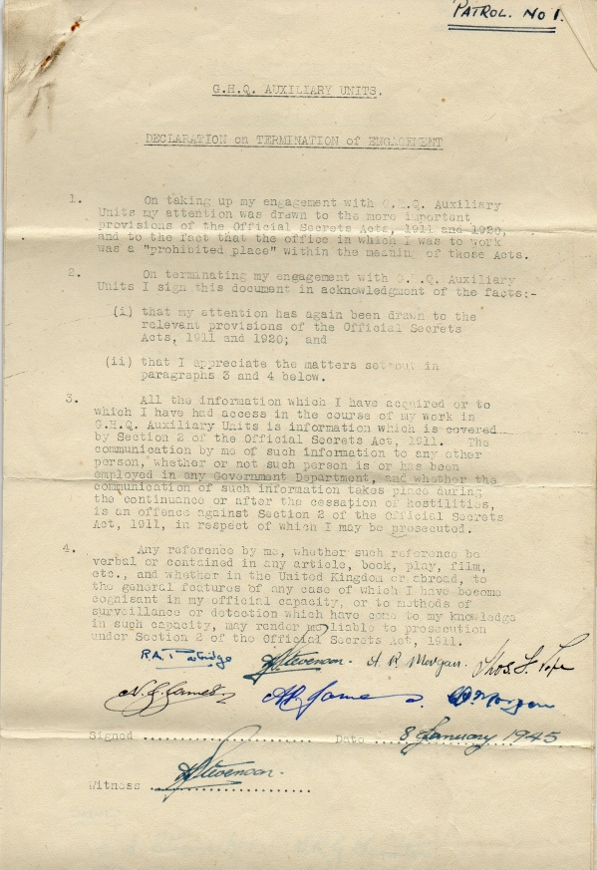 PATROL. NO 1.
G.H.Q. AUXILIARY UNITS.
DECLARATION on TERMINATION of ENGAGEMENT
1. On taking up my engagement with G.H.Q. Auxiliary
Units my attention was drawn to the more important
provisions of the Official Secrets Acts, 1911 and 1920,
and to the fact that the office in which I was to work
was a "prohibited place" within the meaning of those Acts.
2. On terminating my engagement with G.H.Q. Auxiliary
Units I sign this document in acknowledgment of the facts:-
(i) that my attention has again been drawn to the
relevant provisions of the Official Secrets
Acts, 1911 and 1920; and
(ii) that I appreciate the matters set out in
paragraphs 3 and 4 below.
3. All the information which I have acquired or to
which I have had access in the course of my work in
G.H.Q. Auxiliary Units is information which is covered
by Section 2 of the Official Secrets Act, 1911. The
communication by me of such information to any other
person, whether or not such person is or has been
employed in any Government Department, and whether the
communication of such information takes place during
the continuance or after the cessation of hostilities,
is an offence against Section 2 of the Official Secrets
Act, 1911, in respect of which I may be prosecuted.
4. Any reference by me, whether such reference be
verbal or contained in any article, book, play, film,
etc., and whether in the United Kingdom or abroad, to
the general features of any case of which I have become
cognisant in my official capacity, or to methods of
surveillance or detection which have come to my knowledge
in such capacity, may render me liable to prosecution
under Section 2 of the Official Secrets Act, 1911.
R.A. Partridge Stevenson. A R Morgan. Thos. F. Pope
N. G. James James Morgan
Signed .................... Date .... 8 January 1945
Witness Stevenson.